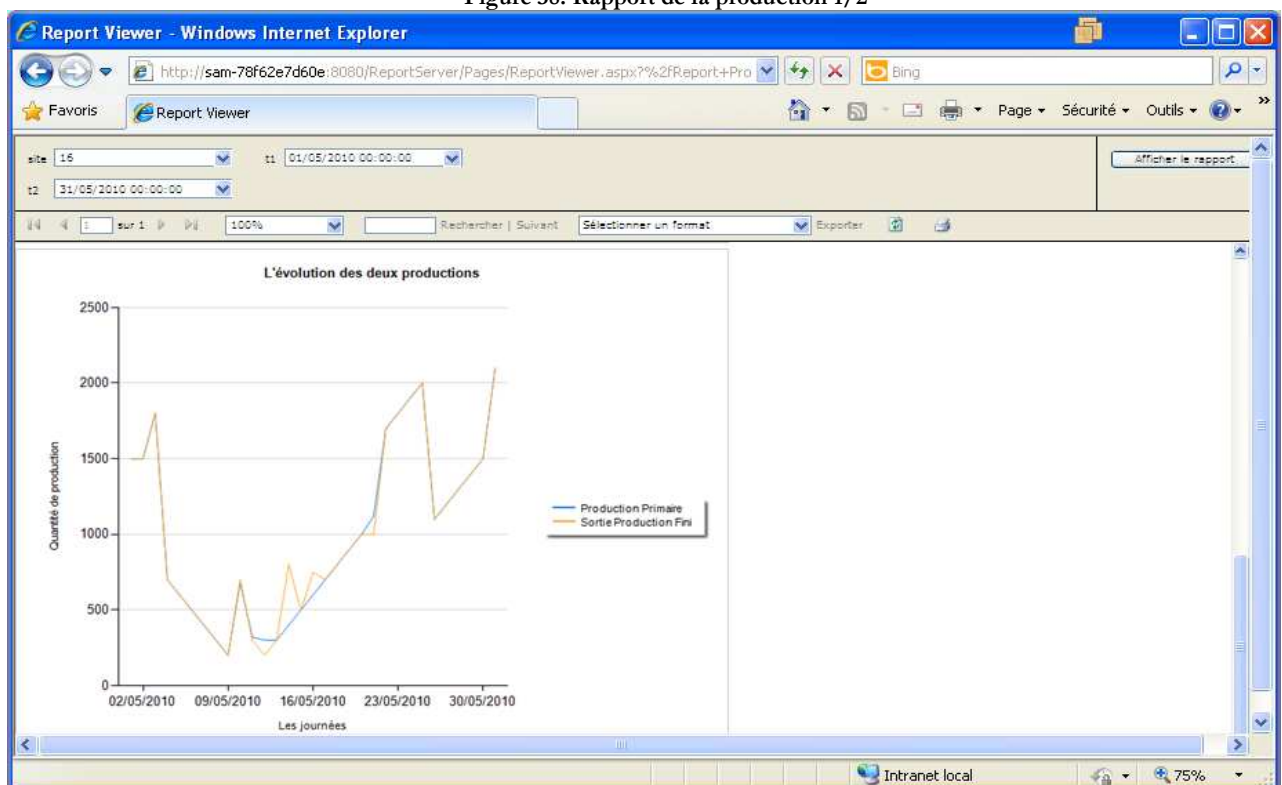 Figure 50: Rapport de la production 1/2
Report Viewer - Windows Internet Explorer
http://sam-78f62e7d60e:8080/ReportServer/Pages/ReportViewer.aspx?%2fReport+Pro
Bing
Favoris
Report Viewer
Page
Sécurité
Outils
site 16
t1 01/05/2010 00:00:00
Afficher le rapport
t2 31/05/2010 00:00:00
1 sur 1
100%
Rechercher | Suivant
Sélectionner un format
Exporter
L'évolution des deux productions
2500
2000
1500
1000
500
0
Quantité de production
Production Primaire
Sortie Production Fini
02/05/2010 09/05/2010 16/05/2010 23/05/2010 30/05/2010
Les journées
Intranet local
75%